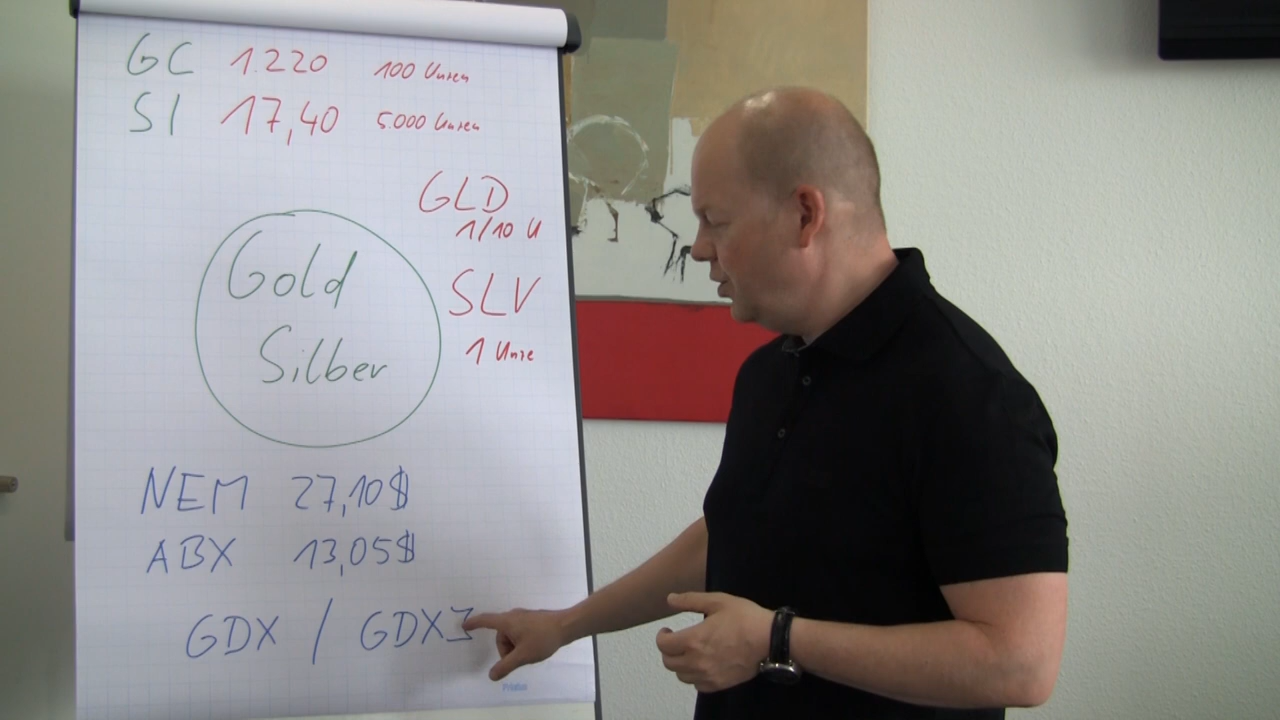 GC 1.220 100 Unzen
SI 17,40 5.000 Unzen
GLD
1/10 U
Gold
SLV
Silber
1 Unze
NEM 27,10$
ABX 13,05$
GDX / GDXJ